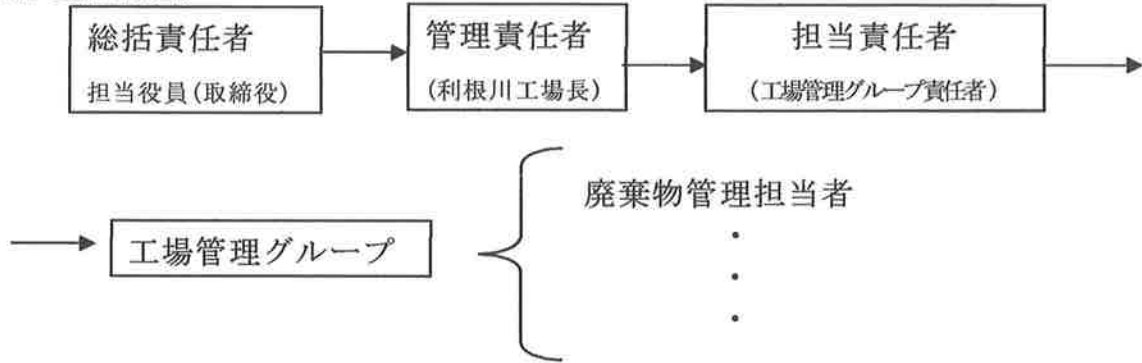 総括責任者
担当役員(取締役)
管理責任者
(利根川工場長)
担当責任者
(工場管理グループ責任者)
工場管理グループ
廃棄物管理担当者
・
・
・